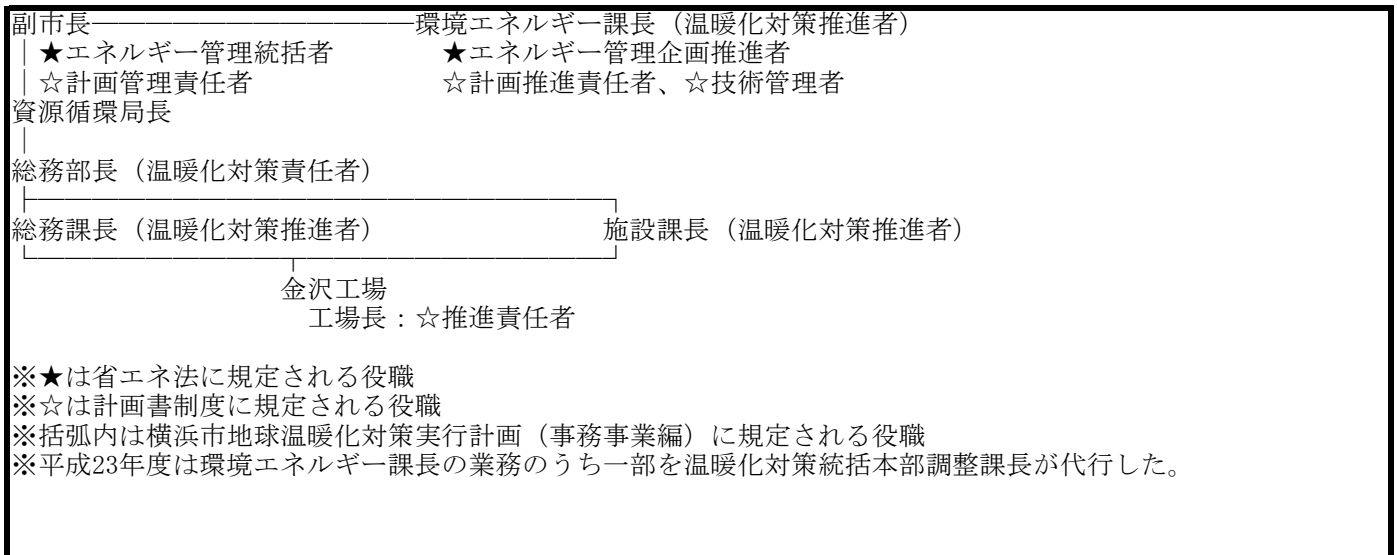 副市長――――――――――――環境エネルギー課長（温暖化対策推進者）
｜★エネルギー管理統括者　　　　★エネルギー管理企画推進者
｜☆計画管理責任者　　　　　　　☆計画推進責任者、☆技術管理者
資源循環局長
｜
総務部長（温暖化対策責任者）
├―――――――――――――――――――――┐
総務課長（温暖化対策推進者）　　　　　　　　　施設課長（温暖化対策推進者）
└――――――――――┬――――――――――――┘
金沢工場
工場長：☆推進責任者
※★は省エネ法に規定される役職
※☆は計画書制度に規定される役職
※括弧内は横浜市地球温暖化対策実行計画（事務事業編）に規定される役職
※平成23年度は環境エネルギー課長の業務のうち一部を温暖化対策統括本部調整課長が代行した。